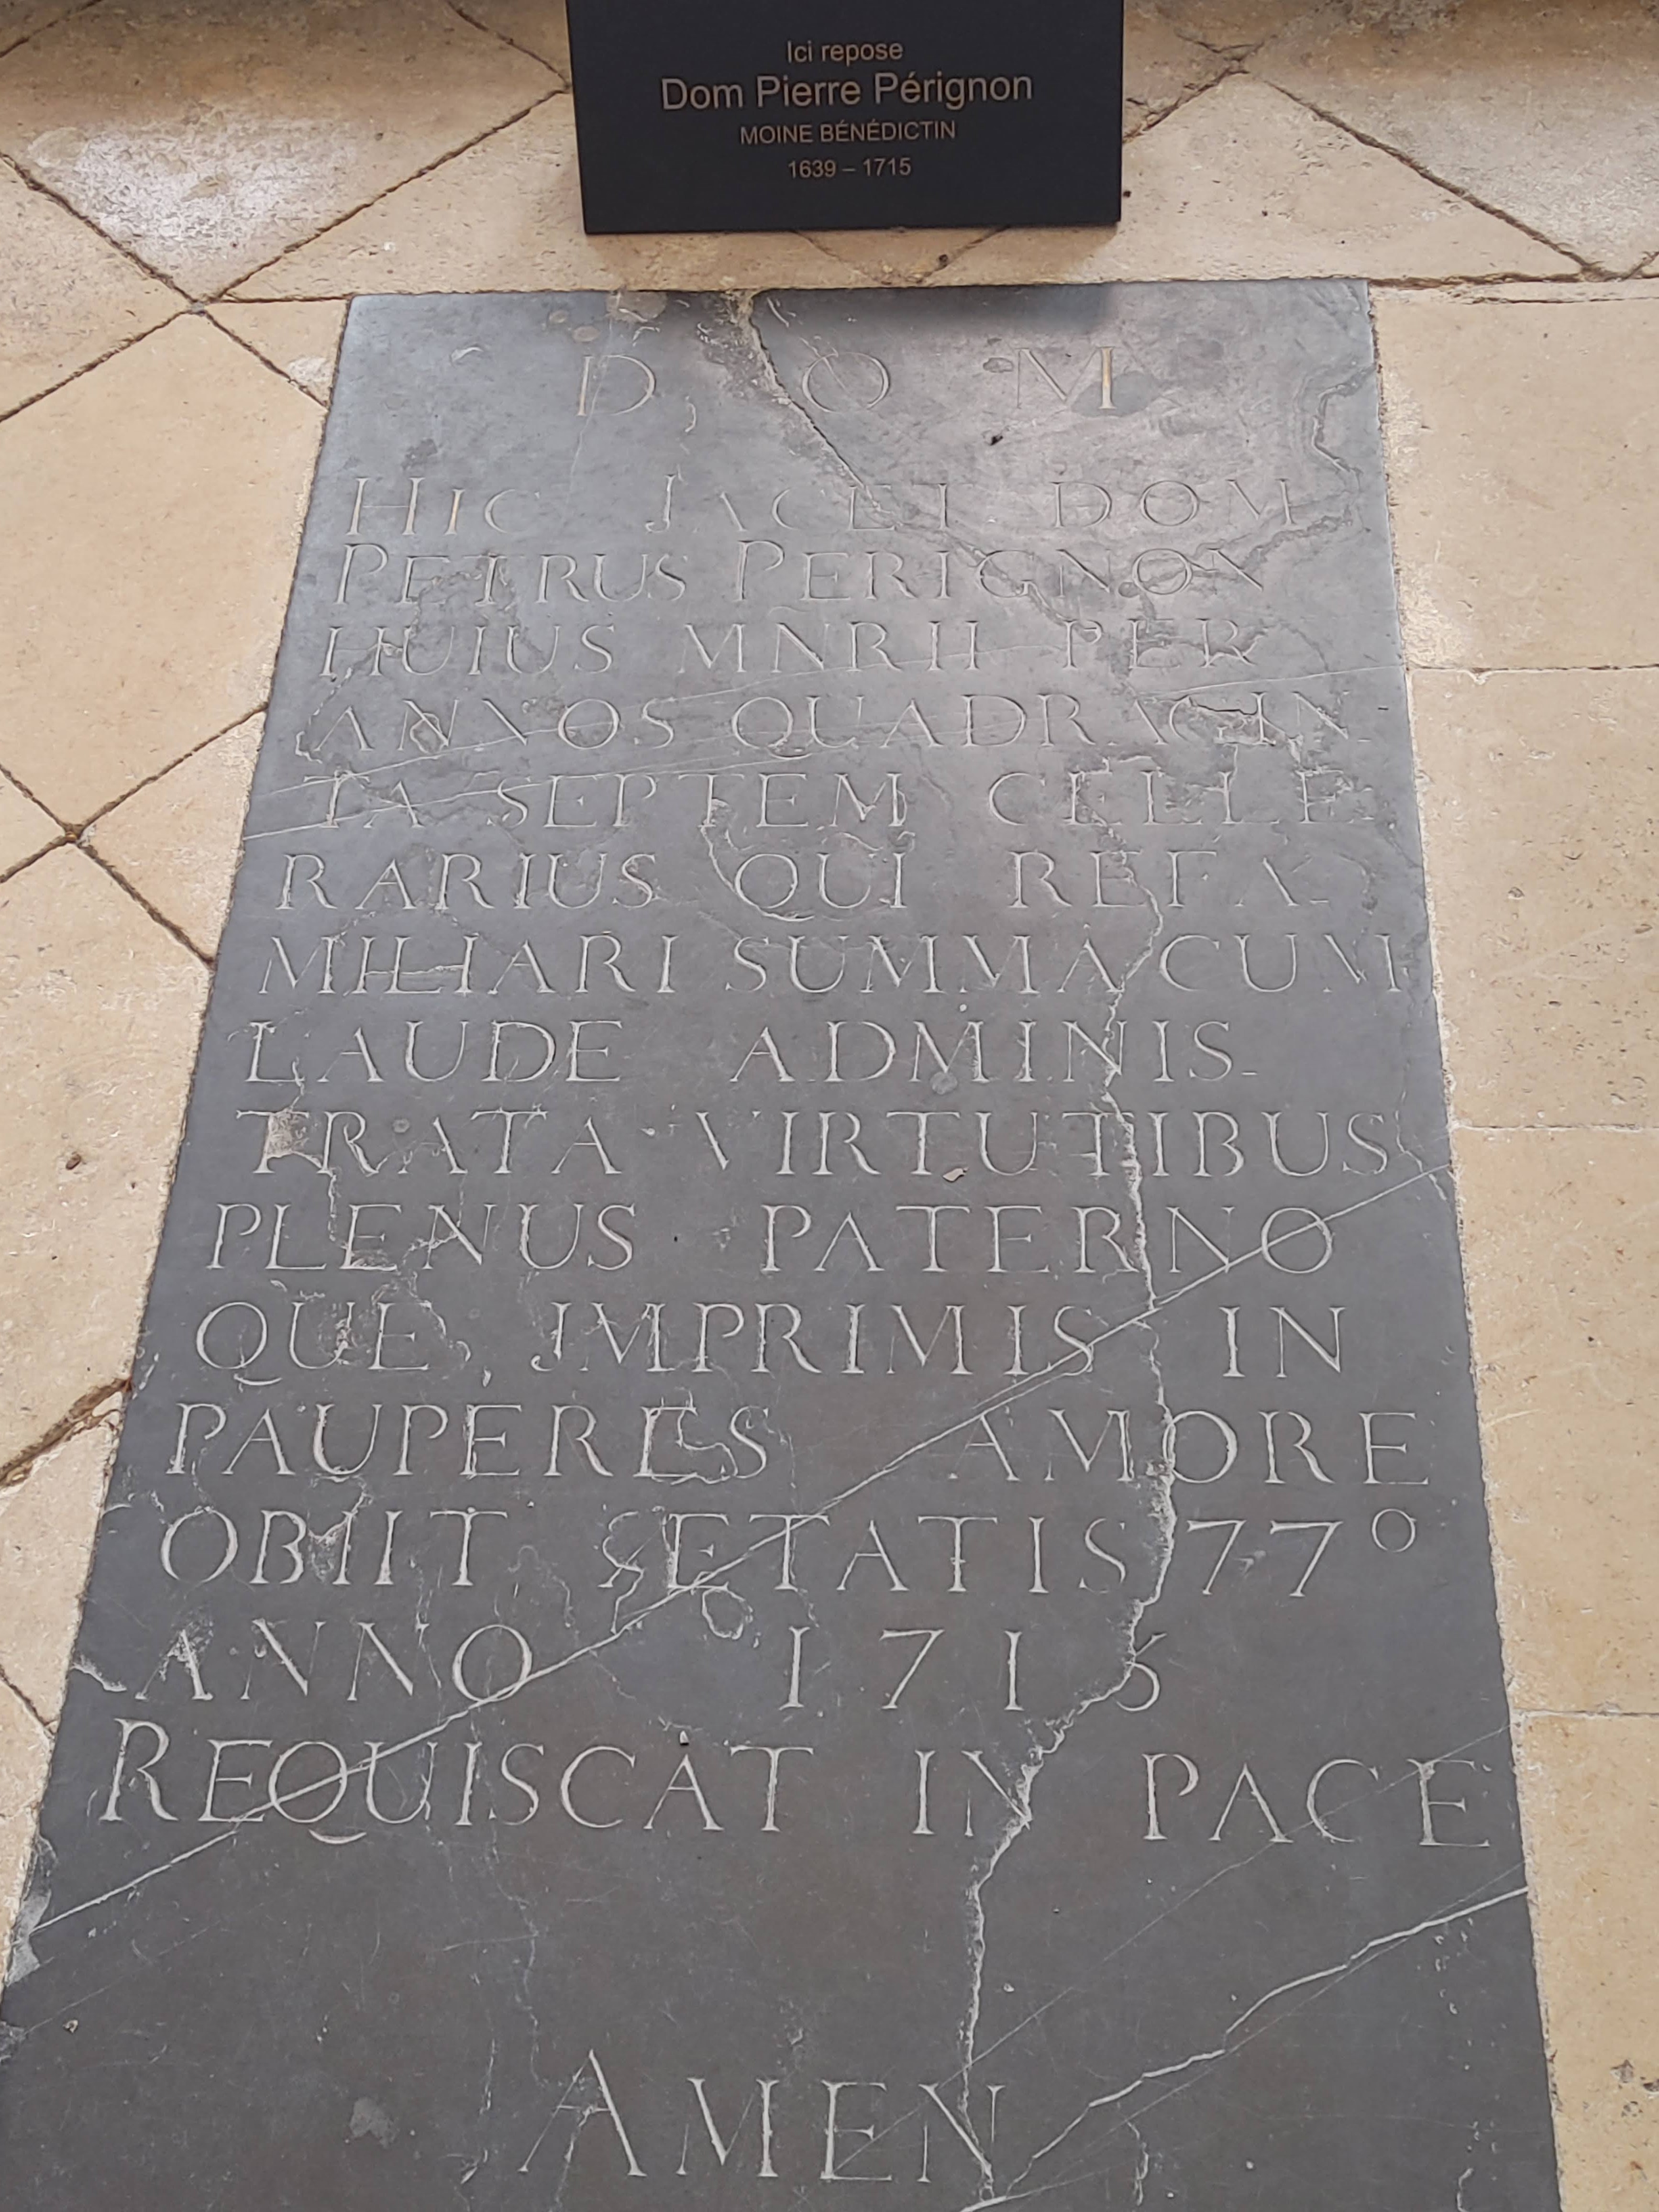 Ici repose
Dom Pierre Pérignon
MOINE BÉNÉDICTIN
1639 – 1715
D O M
HIC JACET DOM
PETRUS PERIGNON
HUIUS MÑRII PER
ANNOS QUADRAGIN
TA SEPTEM CELLE
RARIUS QUI REFA-
MILIARI SUMMA CUM
LAUDE ADMINIS-
TRATA VIRTUTIBUS
PLENUS PATERNO
QUE, JMPRIMIS IN
PAUPERES AMORE
OBIIT ÆTATIS 77°
ANNO 1715
REQUISCAT IN PACE
AMEN